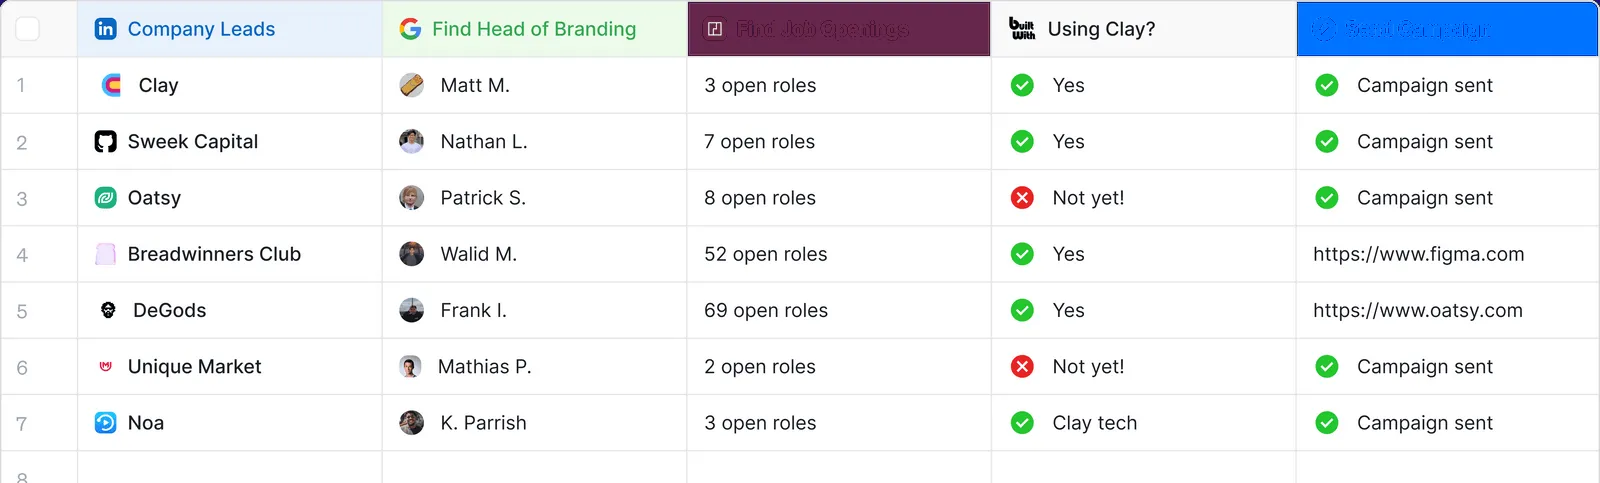 Company Leads Find Head of Branding Find Job Openings built With Using Clay? Send Campaign
1 Clay Matt M. 3 open roles Yes Campaign sent
2 Sweek Capital Nathan L. 7 open roles Yes Campaign sent
3 Oatsy Patrick S. 8 open roles Not yet! Campaign sent
4 Breadwinners Club Walid M. 52 open roles Yes https://www.figma.com
5 DeGods Frank I. 69 open roles Yes https://www.oatsy.com
6 Unique Market Mathias P. 2 open roles Not yet! Campaign sent
7 Noa K. Parrish 3 open roles Clay tech Campaign sent
8